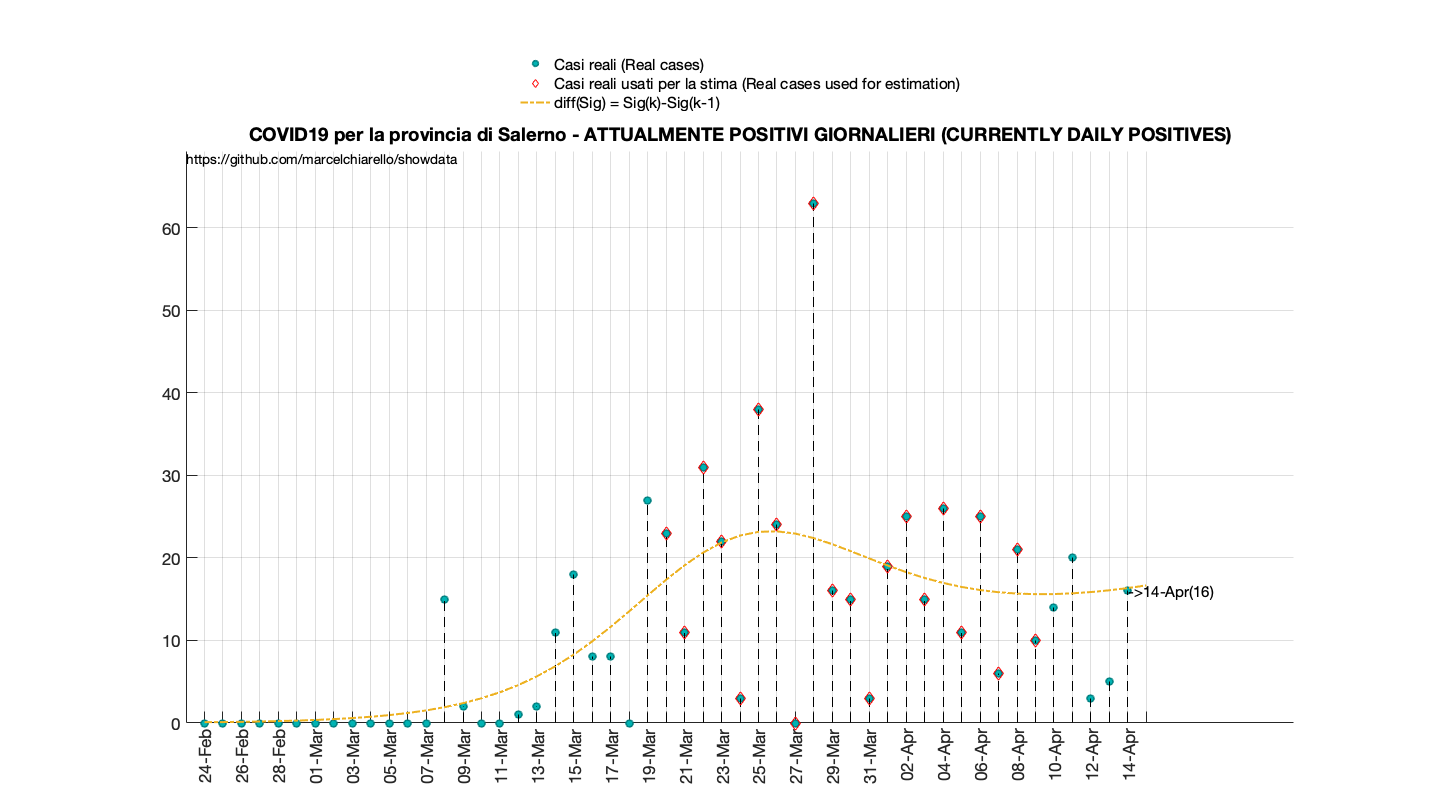 Casi reali (Real cases)
Casi reali usati per la stima (Real cases used for estimation)
diff(Sig) = Sig(k)-Sig(k-1)
COVID19 per la provincia di Salerno - ATTUALMENTE POSITIVI GIORNALIERI (CURRENTLY DAILY POSITIVES)
https://github.com/marcelchiarello/showdata
60
50
40
30
20
10
0
->14-Apr(16)
24-Feb
26-Feb
28-Feb
01-Mar
03-Mar
05-Mar
07-Mar
09-Mar
11-Mar
13-Mar
15-Mar
17-Mar
19-Mar
21-Mar
23-Mar
25-Mar
27-Mar
29-Mar
31-Mar
02-Apr
04-Apr
06-Apr
08-Apr
10-Apr
12-Apr
14-Apr